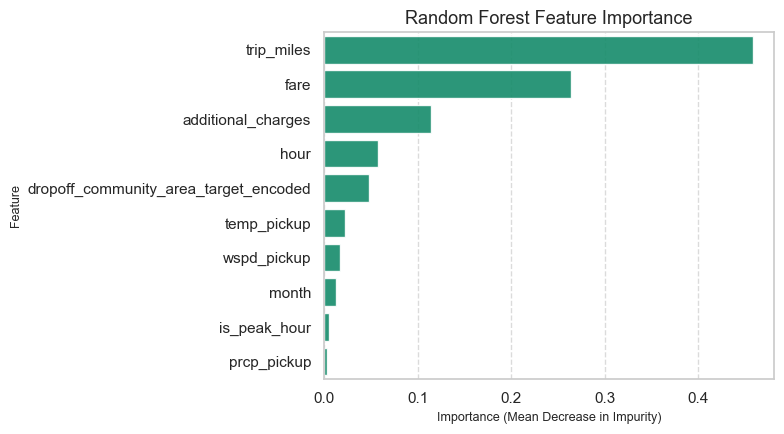 Random Forest Feature Importance
Feature
trip_miles
fare
additional_charges
hour
dropoff_community_area_target_encoded
temp_pickup
wspd_pickup
month
is_peak_hour
prcp_pickup
0.0 0.1 0.2 0.3 0.4
Importance (Mean Decrease in Impurity)